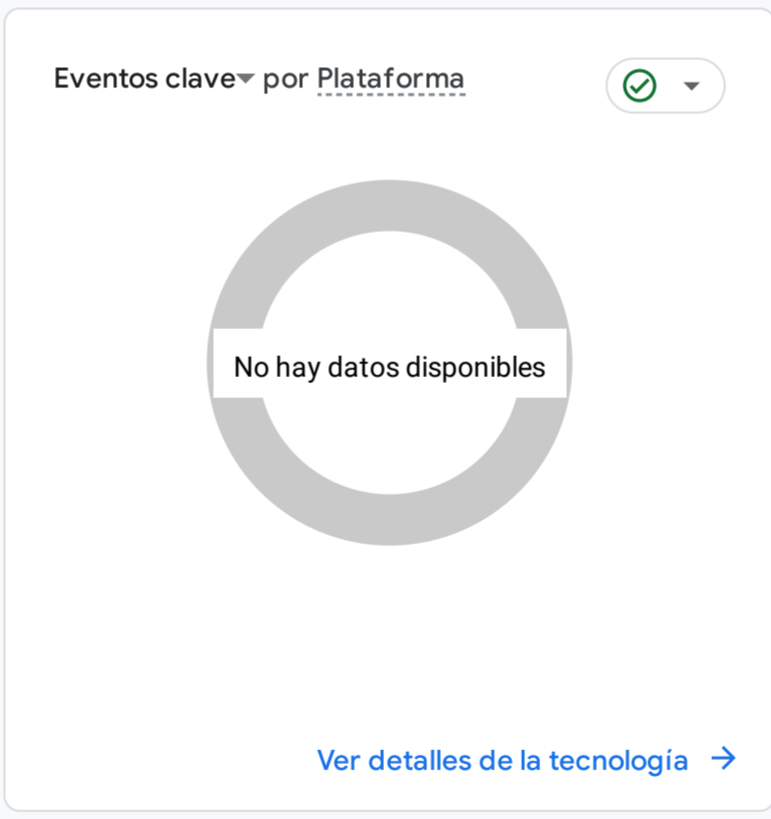 Eventos clave por Plataforma
No hay datos disponibles
Ver detalles de la tecnología